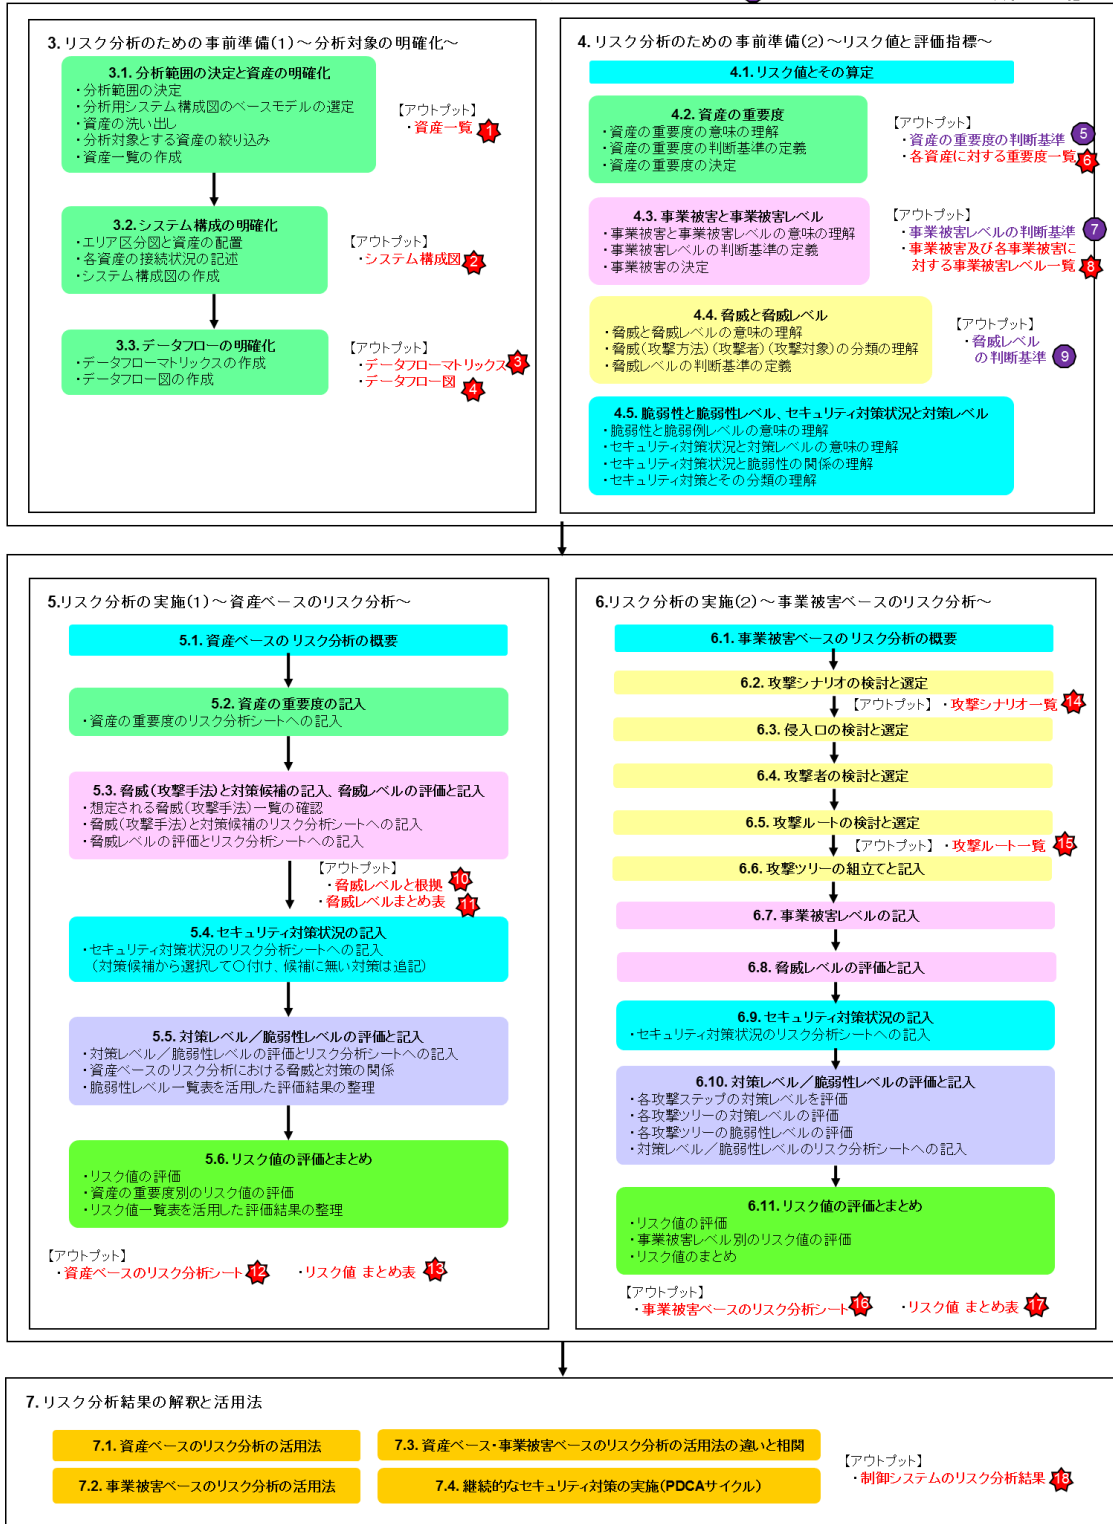 3. リスク分析のための事前準備(1)～分析対象の明確化～
3.1. 分析範囲の決定と資産の明確化
・分析範囲の決定
・分析用システム構成図のベースモデルの選定
・資産の洗い出し
・分析対象とする資産の絞り込み
・資産一覧の作成
【アウトプット】
・資産一覧 1
3.2. システム構成の明確化
・エリア区分図と資産の配置
・各資産の接続状況の記述
・システム構成図の作成
【アウトプット】
・システム構成図 2
3.3. データフローの明確化
・データフローマトリックスの作成
・データフロー図の作成
【アウトプット】
・データフローマトリックス 3
・データフロー図 4
4. リスク分析のための事前準備(2)～リスク値と評価指標～
4.1. リスク値とその算定
4.2. 資産の重要度
・資産の重要度の意味の理解
・資産の重要度の判断基準の定義
・資産の重要度の決定
【アウトプット】
・資産の重要度の判断基準 5
・各資産に対する重要度一覧 6
4.3. 事業被害と事業被害レベル
・事業被害と事業被害レベルの意味の理解
・事業被害レベルの判断基準の定義
・事業被害の決定
【アウトプット】
・事業被害レベルの判断基準 7
・事業被害及び各事業被害に
対する事業被害レベル一覧 8
4.4. 脅威と脅威レベル
・脅威と脅威レベルの意味の理解
・脅威(攻撃方法)(攻撃者)(攻撃対象)の分類の理解
・脅威レベルの判断基準の定義
【アウトプット】
・脅威レベル
の判断基準 9
4.5. 脆弱性と脆弱性レベル、セキュリティ対策状況と対策レベル
・脆弱性と脆弱例レベルの意味の理解
・セキュリティ対策状況と対策レベルの意味の理解
・セキュリティ対策状況と脆弱性の関係の理解
・セキュリティ対策とその分類の理解
5.リスク分析の実施(1)～資産ベースのリスク分析～
5.1. 資産ベースのリスク分析の概要
5.2. 資産の重要度の記入
・資産の重要度のリスク分析シートへの記入
5.3. 脅威(攻撃手法)と対策候補の記入、脅威レベルの評価と記入
・想定される脅威(攻撃手法)一覧の確認
・脅威(攻撃手法)と対策候補のリスク分析シートへの記入
・脅威レベルの評価とリスク分析シートへの記入
【アウトプット】
・脅威レベルと根拠 10
・脅威レベルまとめ表 11
5.4. セキュリティ対策状況の記入
・セキュリティ対策状況のリスク分析シートへの記入
(対策候補から選択して○付け、候補に無い対策は追記)
5.5. 対策レベル／脆弱性レベルの評価と記入
・対策レベル／脆弱性レベルの評価とリスク分析シートへの記入
・資産ベースのリスク分析における脅威と対策の関係
・脆弱性レベル一覧表を活用した評価結果の整理
5.6. リスク値の評価とまとめ
・リスク値の評価
・資産の重要度別のリスク値の評価
・リスク値一覧表を活用した評価結果の整理
【アウトプット】
・資産ベースのリスク分析シート 12 ・リスク値 まとめ表 13
6.リスク分析の実施(2)～事業被害ベースのリスク分析～
6.1. 事業被害ベースのリスク分析の概要
6.2. 攻撃シナリオの検討と選定
【アウトプット】 ・攻撃シナリオ一覧 14
6.3. 侵入口の検討と選定
6.4. 攻撃者の検討と選定
6.5. 攻撃ルートの検討と選定
【アウトプット】 ・攻撃ルート一覧 15
6.6. 攻撃ツリーの組立てと記入
6.7. 事業被害レベルの記入
6.8. 脅威レベルの評価と記入
6.9. セキュリティ対策状況の記入
・セキュリティ対策状況のリスク分析シートへの記入
6.10. 対策レベル／脆弱性レベルの評価と記入
・各攻撃ステップの対策レベルを評価
・各攻撃ツリーの対策レベルの評価
・各攻撃ツリーの脆弱性レベルの評価
・対策レベル／脆弱性レベルのリスク分析シートへの記入
6.11. リスク値の評価とまとめ
・リスク値の評価
・事業被害レベル別のリスク値の評価
・リスク値のまとめ
【アウトプット】
・事業被害ベースのリスク分析シート 16 ・リスク値 まとめ表 17
7. リスク分析結果の解釈と活用法
7.1. 資産ベースのリスク分析の活用法
7.2. 事業被害ベースのリスク分析の活用法
7.3. 資産ベース・事業被害ベースのリスク分析の活用法の違いと相関
7.4. 継続的なセキュリティ対策の実施(PDCAサイクル)
【アウトプット】
・制御システムのリスク分析結果 18